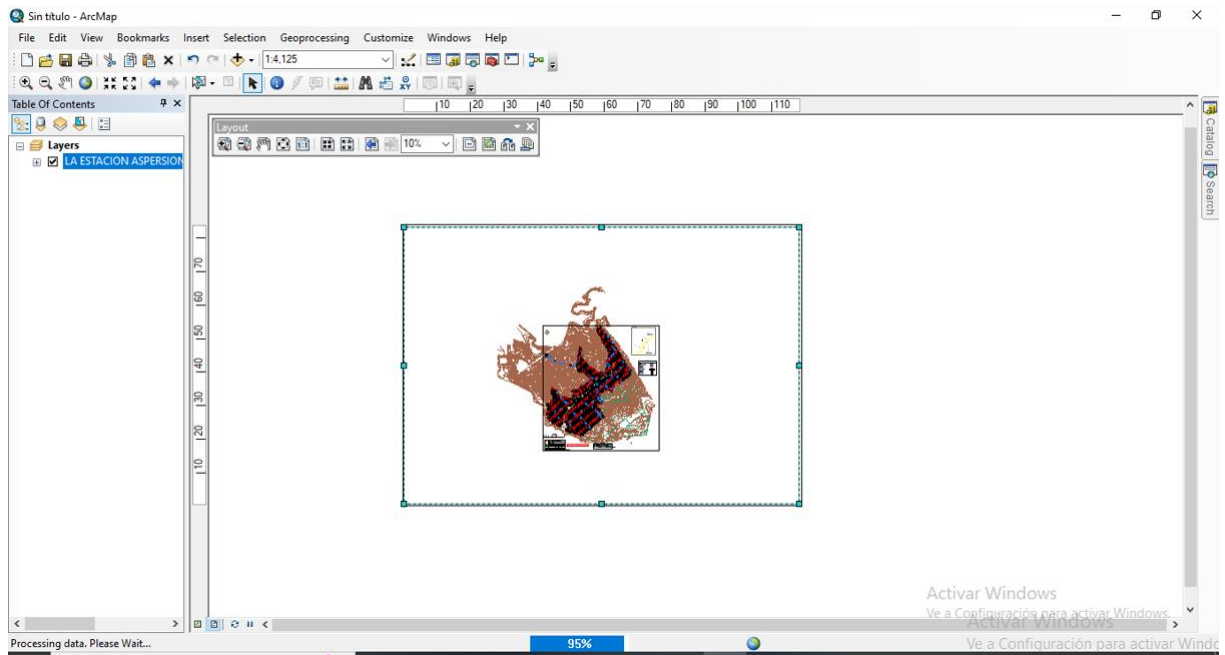 Sin título - ArcMap
File Edit View Bookmarks Insert Selection Geoprocessing Customize Windows Help
1:4,125
Table Of Contents
Layers
LA ESTACION ASPERSION
|10 |20 |30 |40 |50 |60 |70 |80 |90 |100 |110
Layout
10%
70
60
50
40
30
20
10
Catalog
Search
Activar Windows
Ve a Configuración para activar Windows.
Activar Windows
Ve a Configuración para activar Windo
Processing data. Please Wait...
95%